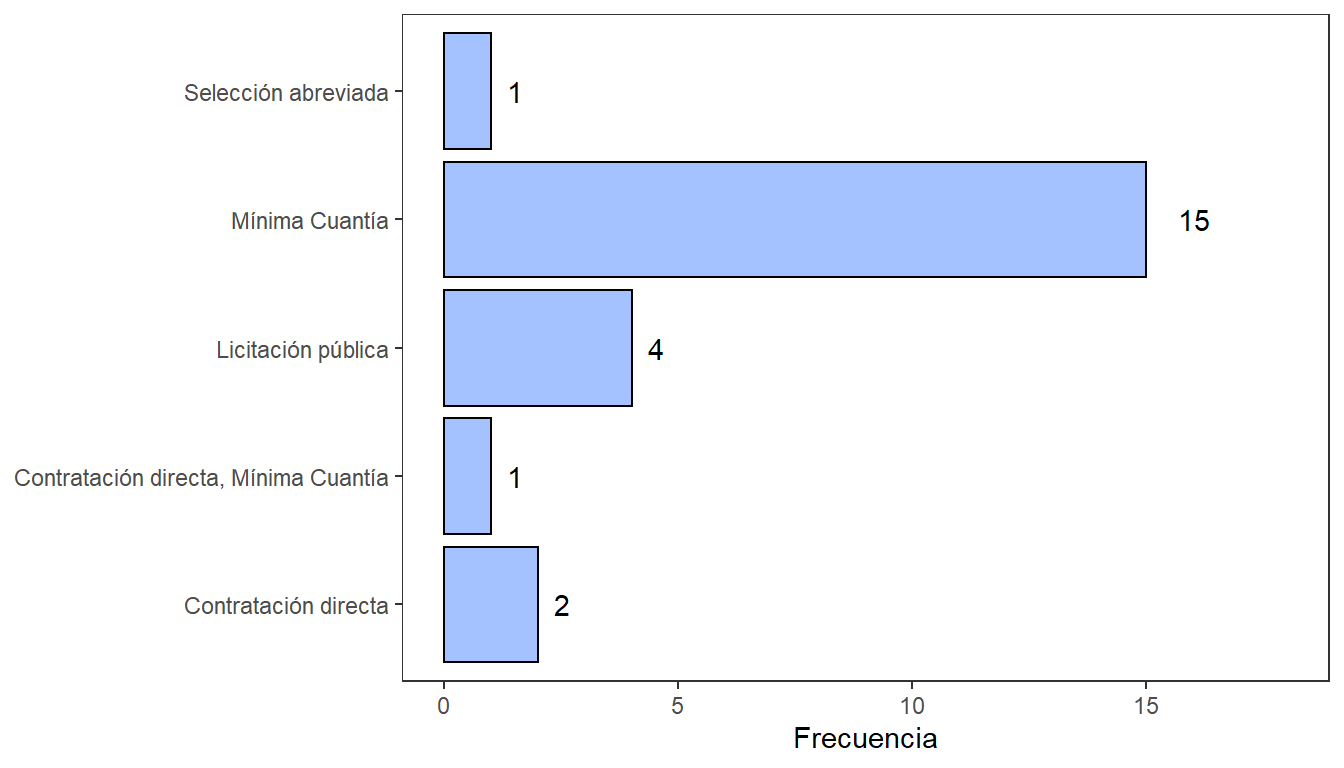 Selección abreviada
1
Mínima Cuantía
15
Licitación pública
4
Contratación directa, Mínima Cuantía
1
Contratación directa
2
0 5 10 15
Frecuencia